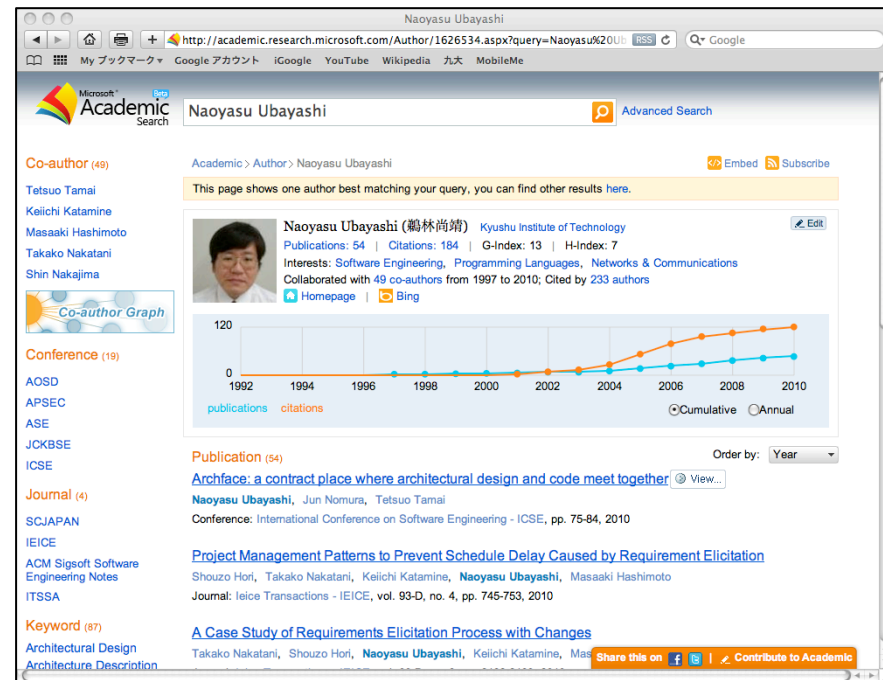 Naoyasu Ubayashi
http://academic.research.microsoft.com/Author/1626534.aspx?query=Naoyasu%20Ub RSS Google
My ブックマーク Google アカウント iGoogle YouTube Wikipedia 九大 MobileMe
Microsoft Beta
Academic
Search
Naoyasu Ubayashi
Advanced Search
Co-author (49)
Tetsuo Tamai
Keiichi Katamine
Masaaki Hashimoto
Takako Nakatani
Shin Nakajima
Co-author Graph
Conference (19)
AOSD
APSEC
ASE
JCKBSE
ICSE
Journal (4)
SCJAPAN
IEICE
ACM Sigsoft Software
Engineering Notes
ITSSA
Keyword (87)
Architectural Design
Architecture Description
Academic > Author > Naoyasu Ubayashi
Embed Subscribe
This page shows one author best matching your query, you can find other results here.
Naoyasu Ubayashi (鵜林尚靖) Kyushu Institute of Technology
Edit
Publications: 54 | Citations: 184 | G-Index: 13 | H-Index: 7
Interests: Software Engineering, Programming Languages, Networks & Communications
Collaborated with 49 co-authors from 1997 to 2010; Cited by 233 authors
Homepage | Bing
120
0
1992 1994 1996 1998 2000 2002 2004 2006 2008 2010
publications citations
Cumulative Annual
Publication (54)
Order by: Year
Archface: a contract place where architectural design and code meet together View...
Naoyasu Ubayashi, Jun Nomura, Tetsuo Tamai
Conference: International Conference on Software Engineering - ICSE, pp. 75-84, 2010
Project Management Patterns to Prevent Schedule Delay Caused by Requirement Elicitation
Shouzo Hori, Takako Nakatani, Keiichi Katamine, Naoyasu Ubayashi, Masaaki Hashimoto
Journal: Ieice Transactions - IEICE, vol. 93-D, no. 4, pp. 745-753, 2010
A Case Study of Requirements Elicitation Process with Changes
Takako Nakatani, Shouzo Hori, Naoyasu Ubayashi, Keiichi Katamine, Mas
Share this on | Contribute to Academic